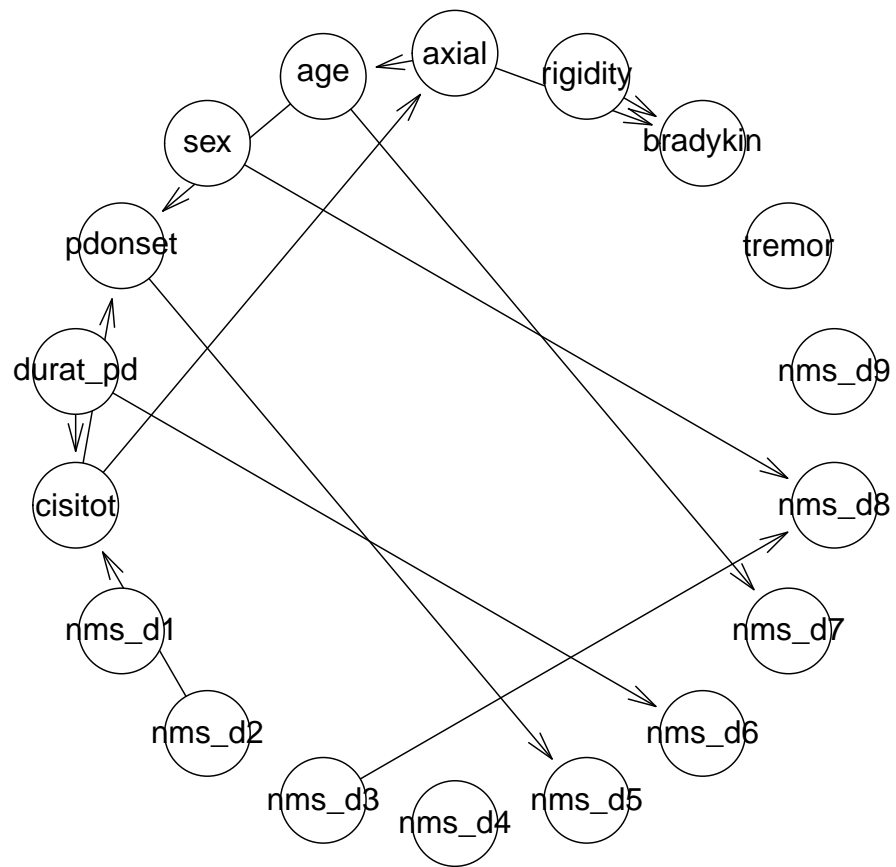 axial
age
rigidity
sex
bradykin
pdonset
tremor
durat_pd
nms_d9
cisitot
nms_d8
nms_d1
nms_d7
nms_d2
nms_d6
nms_d3
nms_d5
nms_d4